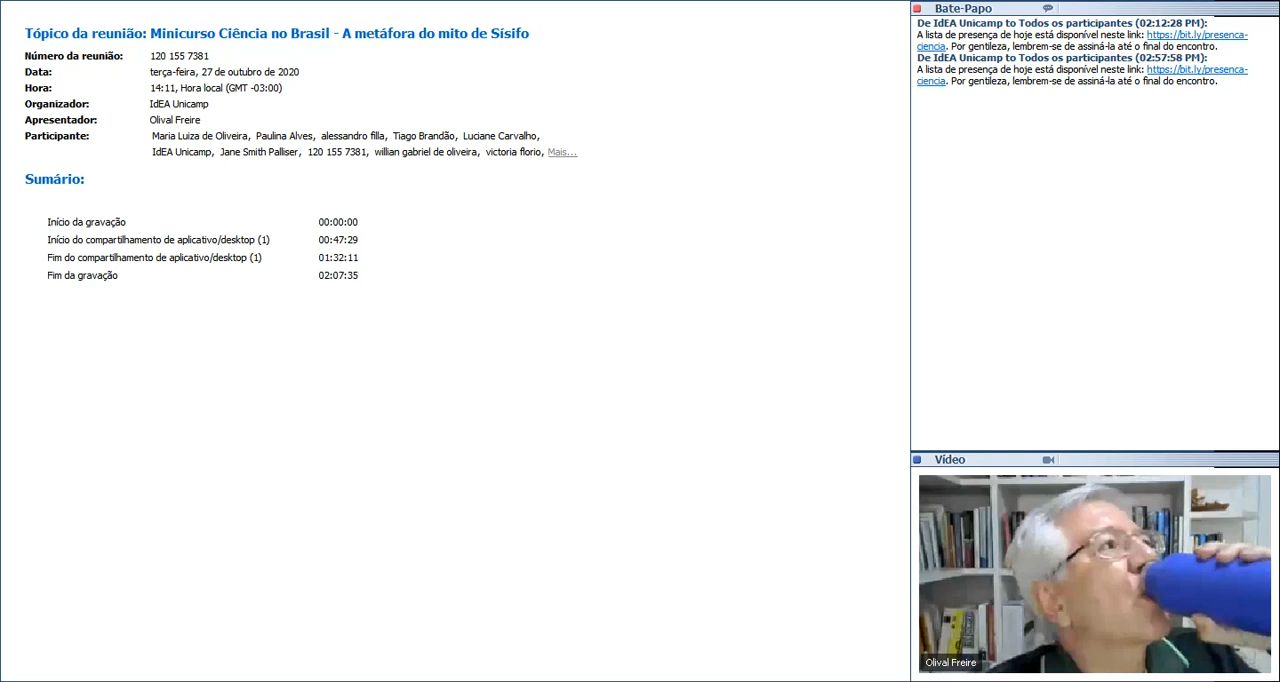 Tópico da reunião: Minicurso Ciência no Brasil - A metáfora do mito de Sísifo
Número da reunião: 120 155 7381
Data: terça-feira, 27 de outubro de 2020
Hora: 14:11, Hora local (GMT -03:00)
Organizador: IdEA Unicamp
Apresentador: Olival Freire
Participante: Maria Luiza de Oliveira, Paulina Alves, alessandro filla, Tiago Brandão, Luciane Carvalho,
IdEA Unicamp, Jane Smith Palliser, 120 155 7381, willian gabriel de oliveira, victoria florio, Mais...
Sumário:
Início da gravação 00:00:00
Início do compartilhamento de aplicativo/desktop (1) 00:47:29
Fim do compartilhamento de aplicativo/desktop (1) 01:32:11
Fim da gravação 02:07:35
Bate-Papo
De IdEA Unicamp to Todos os participantes (02:12:28 PM):
A lista de presença de hoje está disponível neste link: https://bit.ly/presenca-
ciencia. Por gentileza, lembrem-se de assiná-la até o final do encontro.
De IdEA Unicamp to Todos os participantes (02:57:58 PM):
A lista de presença de hoje está disponível neste link: https://bit.ly/presenca-
ciencia. Por gentileza, lembrem-se de assiná-la até o final do encontro.
Vídeo
Olival Freire